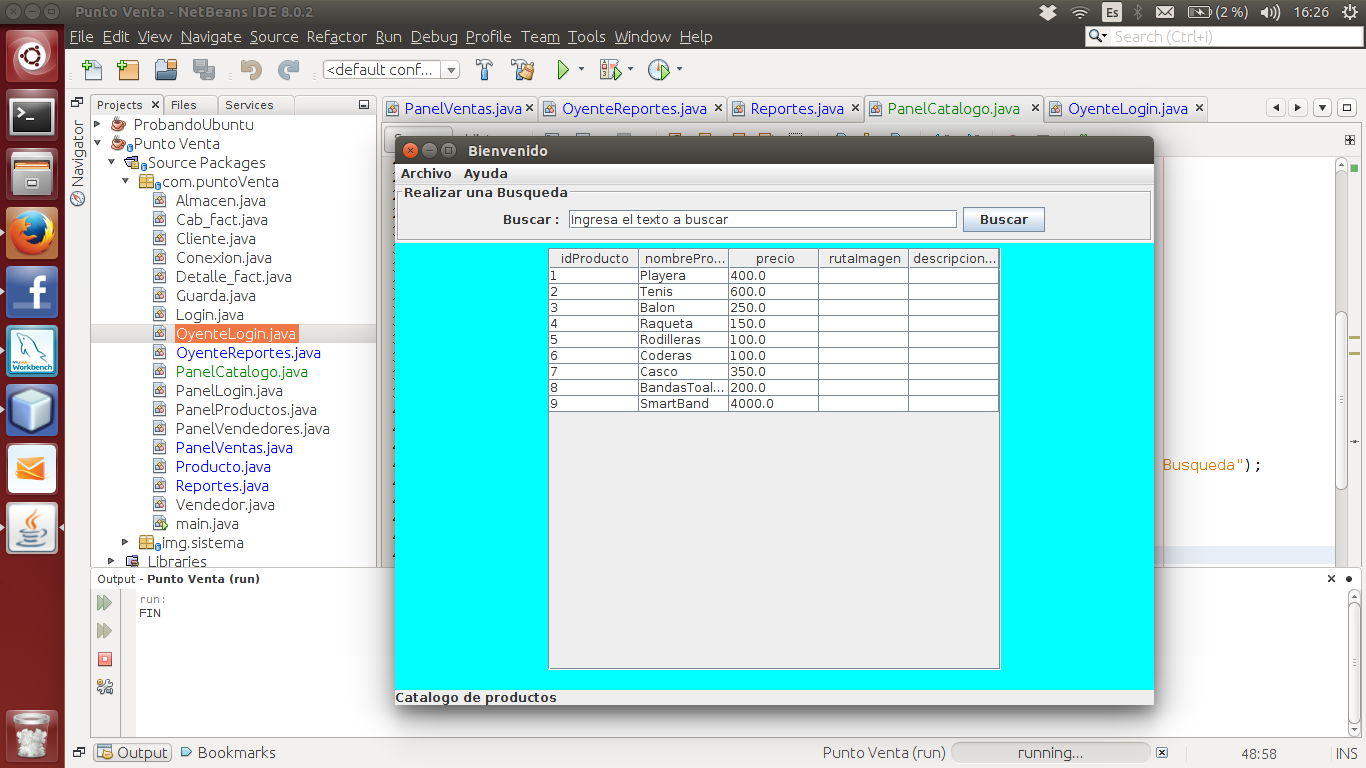 Punto Venta - NetBeans IDE 8.0.2
Es
(2 %)
16:26
File Edit View Navigate Source Refactor Run Debug Profile Team Tools Window Help
Search (Ctrl+I)
<default conf...
Projects
Files
Services
PanelVentas.java
OyenteReportes.java
Reportes.java
PanelCatalogo.java
OyenteLogin.java
Navigator
ProbandoUbuntu
Punto Venta
Source Packages
com.puntoVenta
Almacen.java
Cab_fact.java
Cliente.java
Conexion.java
Detalle_fact.java
Guarda.java
Login.java
OyenteLogin.java
OyenteReportes.java
PanelCatalogo.java
PanelLogin.java
PanelProductos.java
PanelVendedores.java
PanelVentas.java
Producto.java
Reportes.java
Vendedor.java
main.java
img.sistema
Libraries
Workbench
Bienvenido
Archivo Ayuda
Realizar una Busqueda
Buscar : Ingresa el texto a buscar Buscar
idProducto nombrePro... precio rutaImagen descripcion...
1 Playera 400.0
2 Tenis 600.0
3 Balon 250.0
4 Raqueta 150.0
5 Rodilleras 100.0
6 Coderas 100.0
7 Casco 350.0
8 BandasToal... 200.0
9 SmartBand 4000.0
Catalogo de productos
Busqueda");
Output - Punto Venta (run)
run:
FIN
Output
Bookmarks
Punto Venta (run)
running...
48:58
INS